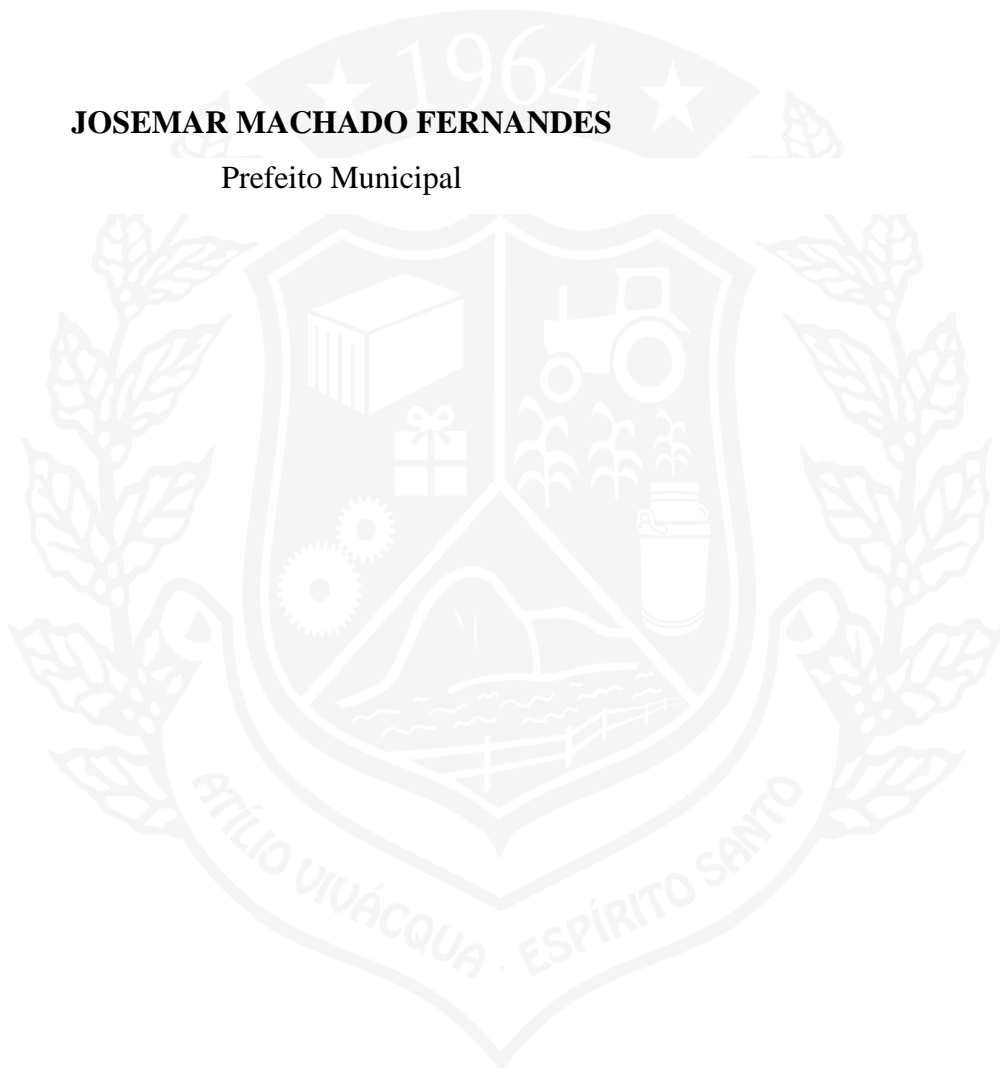 1964
JOSEMAR MACHADO FERNANDES
Prefeito Municipal
ATÍLIO VIVÁCQUA . ESPÍRITO SANTO